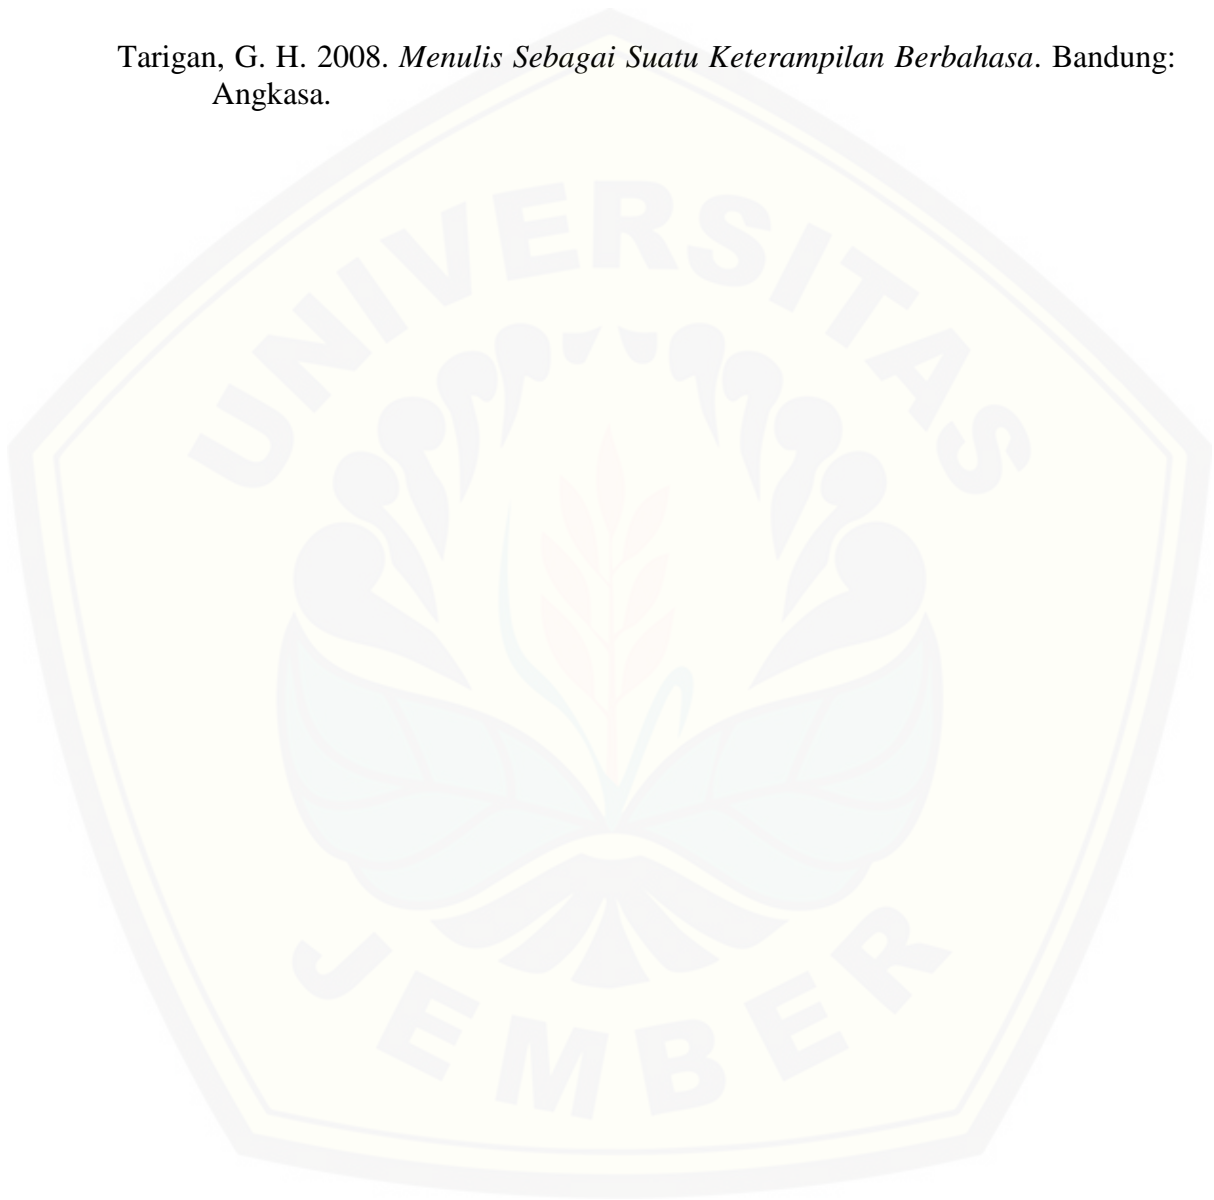 Tarigan, G. H. 2008. Menulis Sebagai Suatu Keterampilan Berbahasa. Bandung:
Angkasa.
UNIVERSITAS
JEMBER